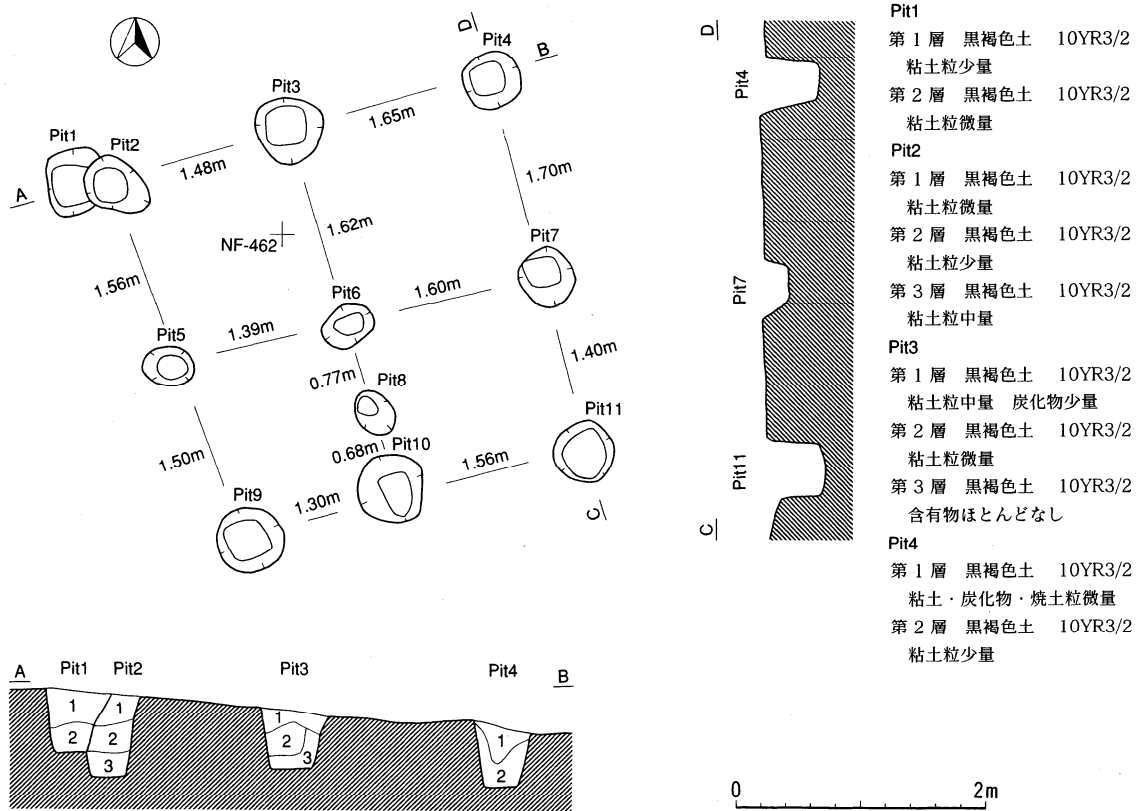 D
Pit4
B
Pit3
1.65m
Pit1
Pit2
1.48m
A
1.70m
1.62m
NF-462
Pit7
1.56m
Pit6
1.60m
Pit5
1.39m
0.77m
1.40m
Pit8
Pit11
0.68m
Pit10
1.50m
1.56m
Pit9
1.30m
C
A
Pit1
Pit2
Pit3
Pit4
B
1
1
1
1
2
2
2
3
3
2
D
Pit4
Pit7
Pit11
C
Pit1
第1層 黒褐色土 10YR3/2
粘土粒少量
第2層 黒褐色土 10YR3/2
粘土粒微量
Pit2
第1層 黒褐色土 10YR3/2
粘土粒微量
第2層 黒褐色土 10YR3/2
粘土粒少量
第3層 黒褐色土 10YR3/2
粘土粒中量
Pit3
第1層 黒褐色土 10YR3/2
粘土粒中量 炭化物少量
第2層 黒褐色土 10YR3/2
粘土粒微量
第3層 黒褐色土 10YR3/2
含有物ほとんどなし
Pit4
第1層 黒褐色土 10YR3/2
粘土・炭化物・焼土粒微量
第2層 黒褐色土 10YR3/2
粘土粒少量
0 2m